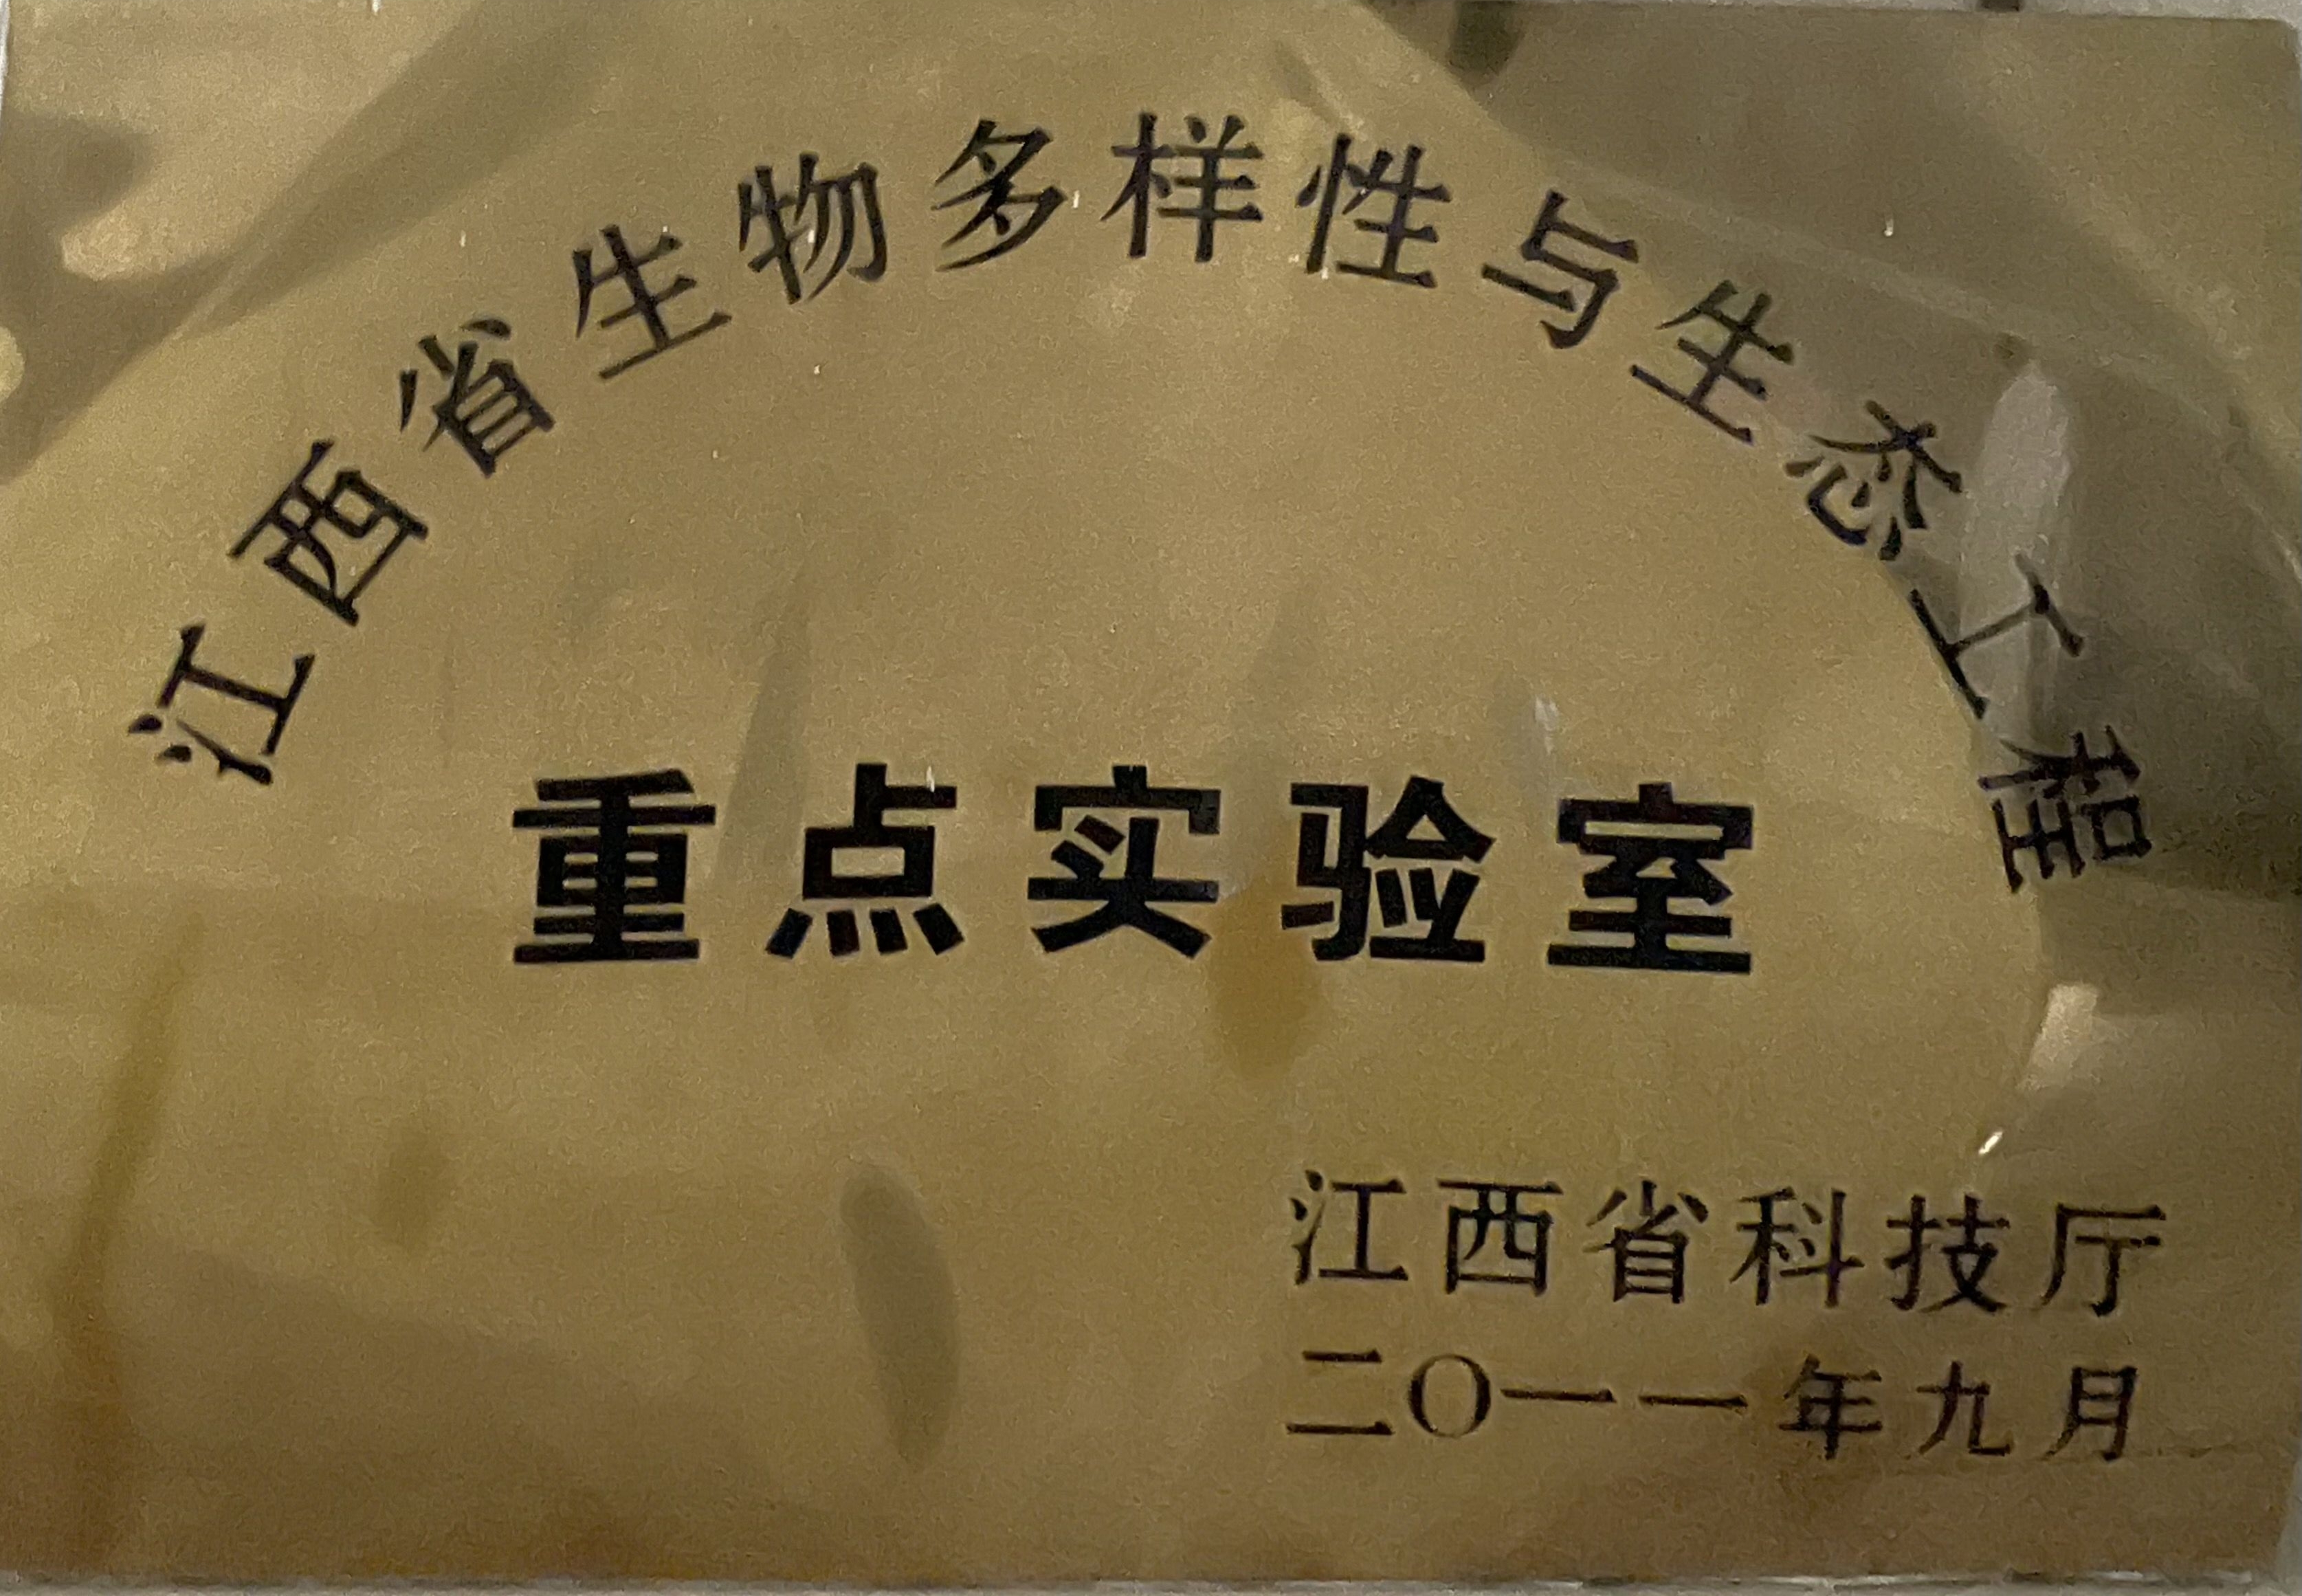 江西省生物多样性与生态工程
重点实验室
江西省科技厅
二〇一一年九月